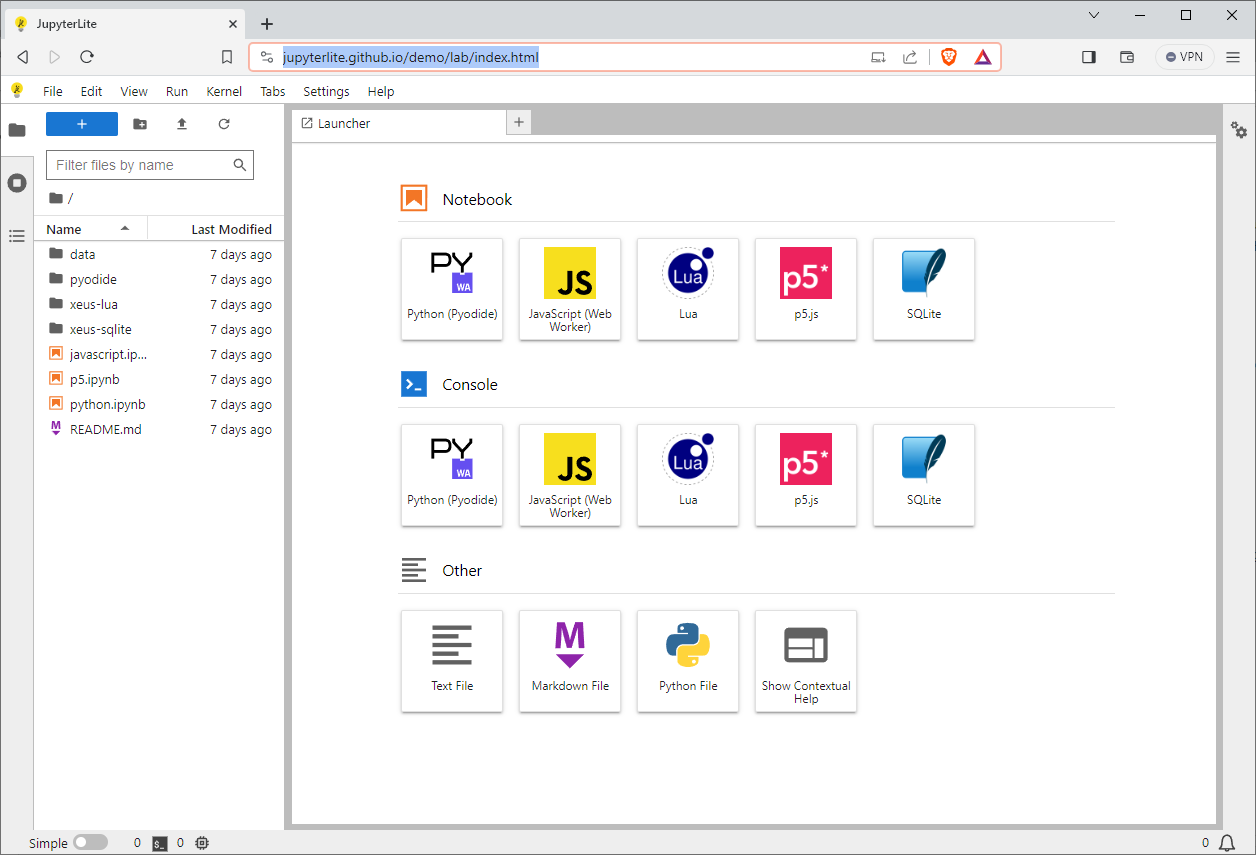 JupyterLite
jupyterlite.github.io/demo/lab/index.html
VPN
File Edit View Run Kernel Tabs Settings Help
Launcher
Filter files by name
/
Name Last Modified
data 7 days ago
pyodide 7 days ago
xeus-lua 7 days ago
xeus-sqlite 7 days ago
javascript.ip... 7 days ago
p5.ipynb 7 days ago
python.ipynb 7 days ago
M README.md 7 days ago
Notebook
PY WA
JS
Lua
p5*
Python (Pyodide)
JavaScript (Web
Worker)
Lua
p5.js
SQLite
Console
PY WA
JS
Lua
p5*
Python (Pyodide)
JavaScript (Web
Worker)
Lua
p5.js
SQLite
Other
M
Text File
Markdown File
Python File
Show Contextual
Help
Simple 0 $_ 0 0